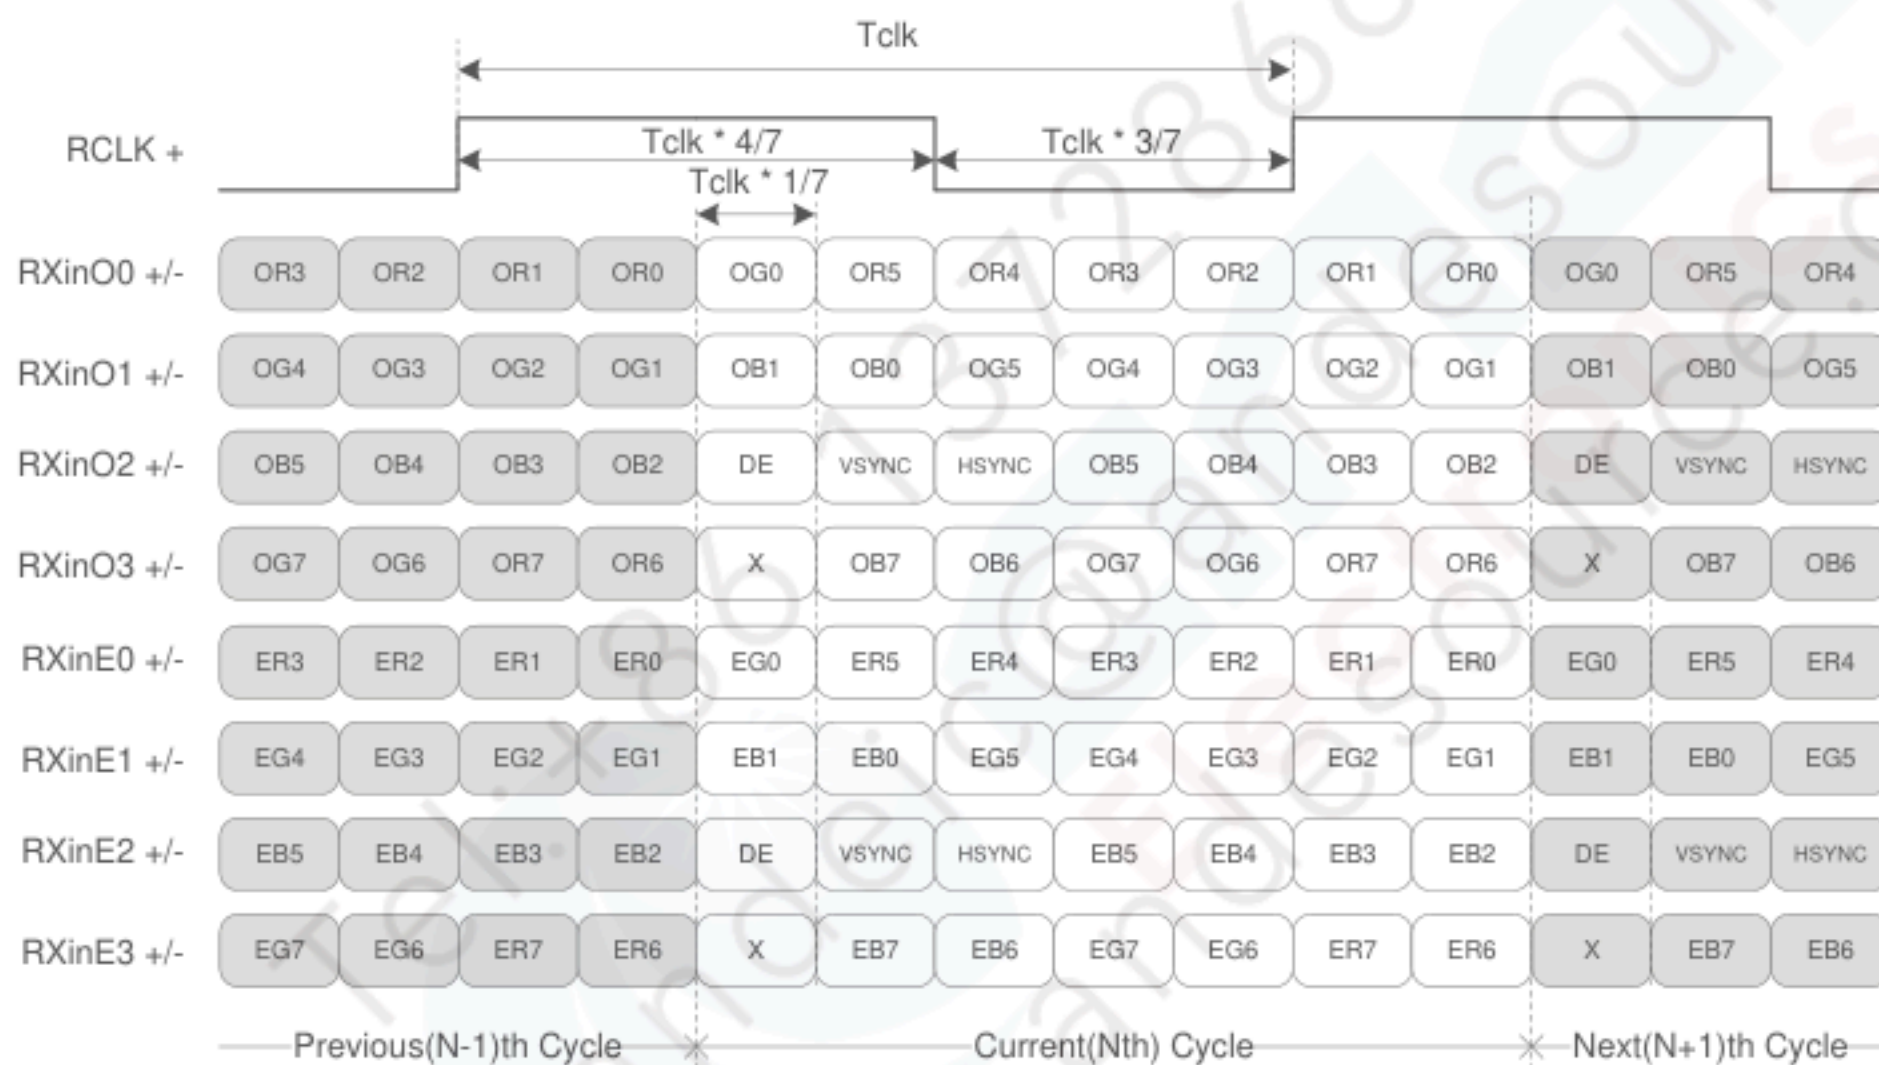 Tclk
RCLK + Tclk * 4/7 Tclk * 3/7
Tclk * 1/7
RXinO0 +/- OR3 OR2 OR1 OR0 OG0 OR5 OR4 OR3 OR2 OR1 OR0 OG0 OR5 OR4
RXinO1 +/- OG4 OG3 OG2 OG1 OB1 OB0 OG5 OG4 OG3 OG2 OG1 OB1 OB0 OG5
RXinO2 +/- OB5 OB4 OB3 OB2 DE VSYNC HSYNC OB5 OB4 OB3 OB2 DE VSYNC HSYNC
RXinO3 +/- OG7 OG6 OR7 OR6 X OB7 OB6 OG7 OG6 OR7 OR6 X OB7 OB6
RXinE0 +/- ER3 ER2 ER1 ER0 EG0 ER5 ER4 ER3 ER2 ER1 ER0 EG0 ER5 ER4
RXinE1 +/- EG4 EG3 EG2 EG1 EB1 EB0 EG5 EG4 EG3 EG2 EG1 EB1 EB0 EG5
RXinE2 +/- EB5 EB4 EB3 EB2 DE VSYNC HSYNC EB5 EB4 EB3 EB2 DE VSYNC HSYNC
RXinE3 +/- EG7 EG6 ER7 ER6 X EB7 EB6 EG7 EG6 ER7 ER6 X EB7 EB6
Previous(N-1)th Cycle Current(Nth) Cycle Next(N+1)th Cycle